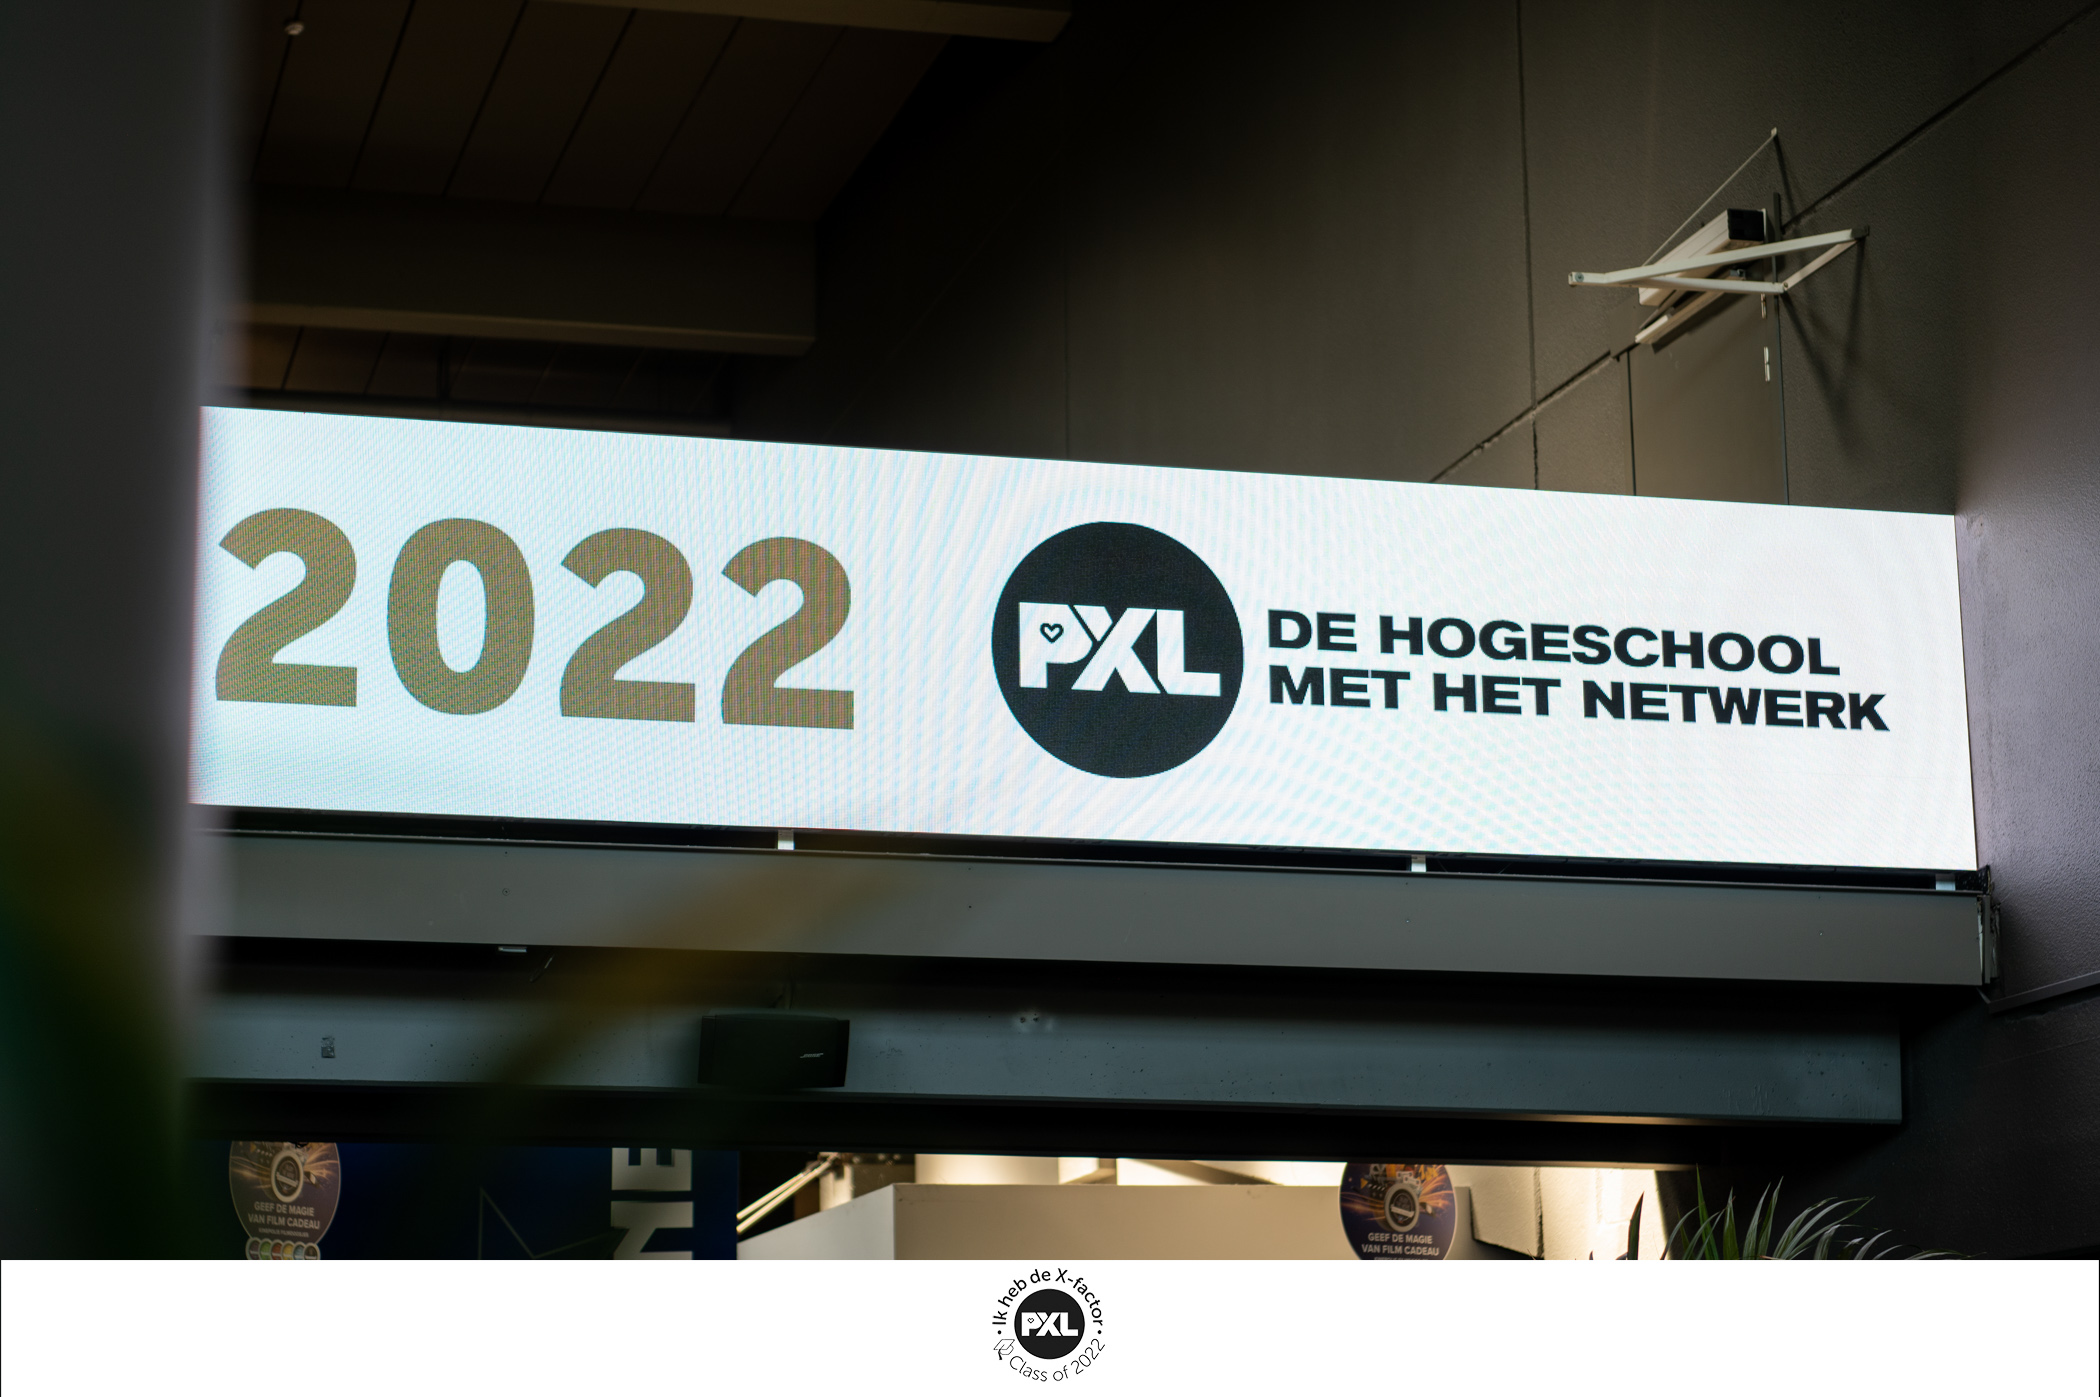 2022
PXL
DE HOGESCHOOL
MET HET NETWERK
NE
GEEF DE MAGIE
VAN FILM CADEAU
GEEF DE MAGIE
VAN FILM CADEAU
Ik heb de X-factor
PXL
Class of 2022